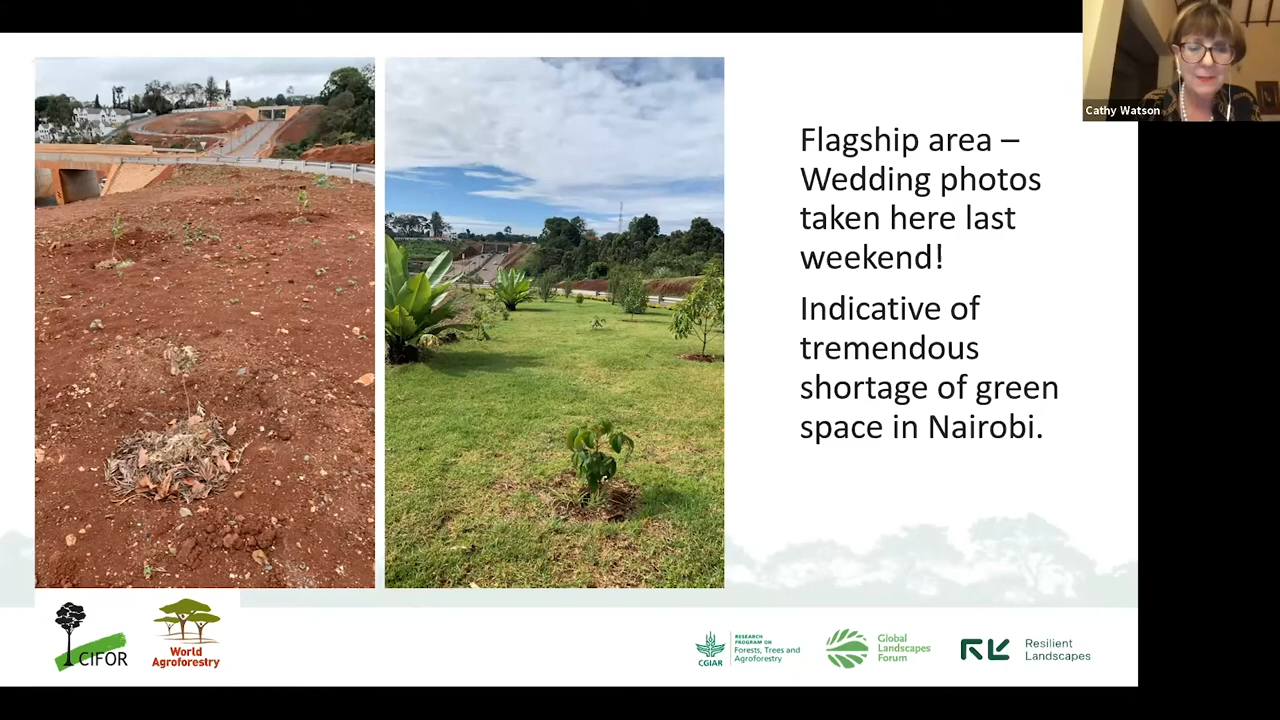 Cathy Watson
Flagship area –
Wedding photos
taken here last
weekend!
Indicative of
tremendous
shortage of green
space in Nairobi.
CIFOR
World
Agroforestry
CGIAR
RESEARCH
PROGRAM ON
Forests, Trees and
Agroforestry
Global
Landscapes
Forum
Resilient
Landscapes